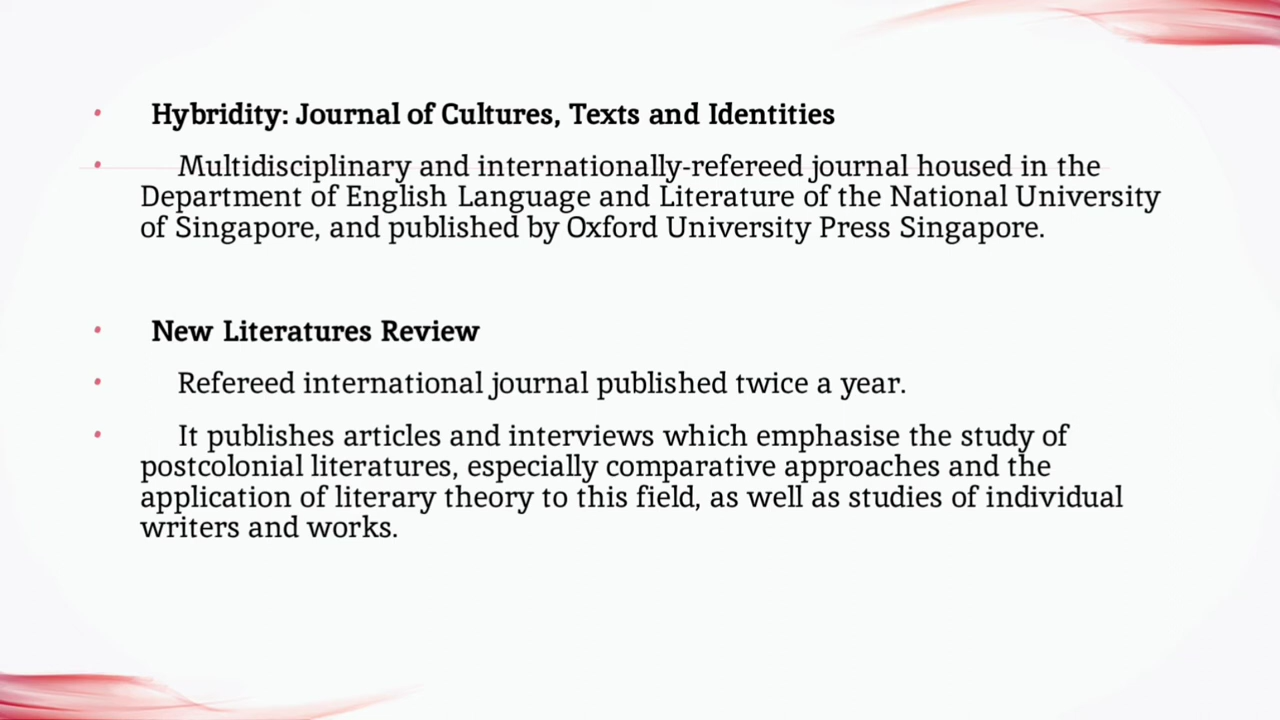 • Hybridity: Journal of Cultures, Texts and Identities
• Multidisciplinary and internationally-refereed journal housed in the
Department of English Language and Literature of the National University
of Singapore, and published by Oxford University Press Singapore.
• New Literatures Review
• Refereed international journal published twice a year.
• It publishes articles and interviews which emphasise the study of
postcolonial literatures, especially comparative approaches and the
application of literary theory to this field, as well as studies of individual
writers and works.